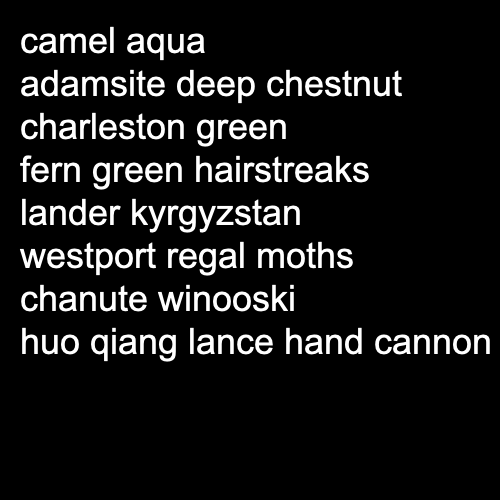 camel aqua
adamsite deep chestnut
charleston green
fern green hairstreaks
lander kyrgyzstan
westport regal moths
chanute winooski
huo qiang lance hand cannon